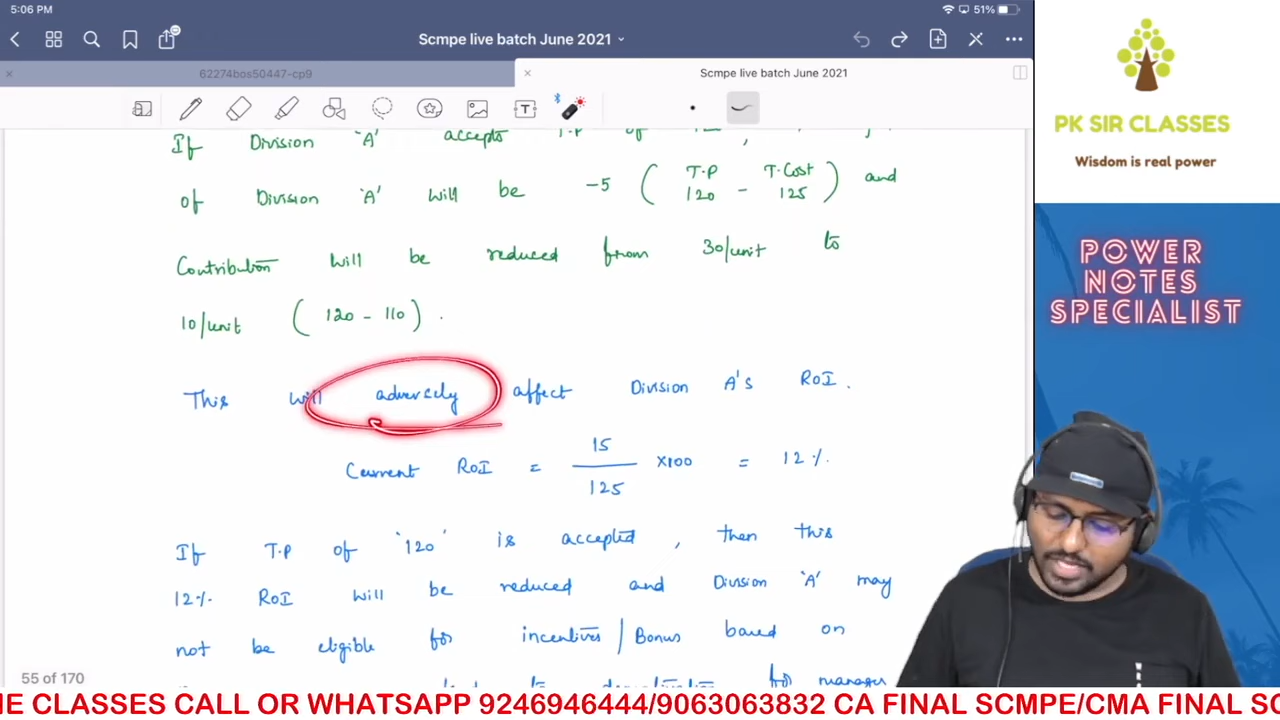 5:06 PM
51%
Scmpe live batch June 2021
62274bos50447-cp9
Scmpe live batch June 2021
PK SIR CLASSES
Wisdom is real power
POWER
NOTES
SPECIALIST
If Division 'A' accepts T.P of
of Division 'A' will be -5 ( T.P 120 - T.Cost 125 ) and
Contribution will be reduced from 30/unit to
10/unit ( 120 - 110 ) .
This will adversely affect Division A's RoI .
Current RoI = 15/125 ×100 = 12 %.
If T.P of '120' is accepted , then this
12% RoI will be reduced and Division 'A' may
not be eligible for incentives / Bonus based on
for manager
55 of 170
NE CLASSES CALL OR WHATSAPP 9246946444/9063063832 CA FINAL SCMPE/CMA FINAL SC